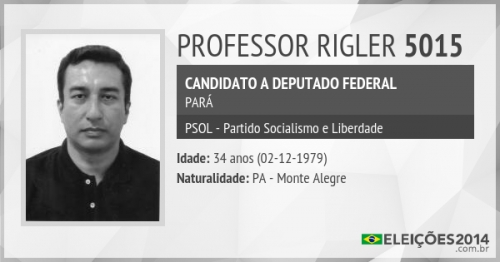 PROFESSOR RIGLER 5015
CANDIDATO A DEPUTADO FEDERAL
PARÁ
PSOL - Partido Socialismo e Liberdade
Idade: 34 anos (02-12-1979)
Naturalidade: PA - Monte Alegre
ELEIÇÕES2014
.com.br